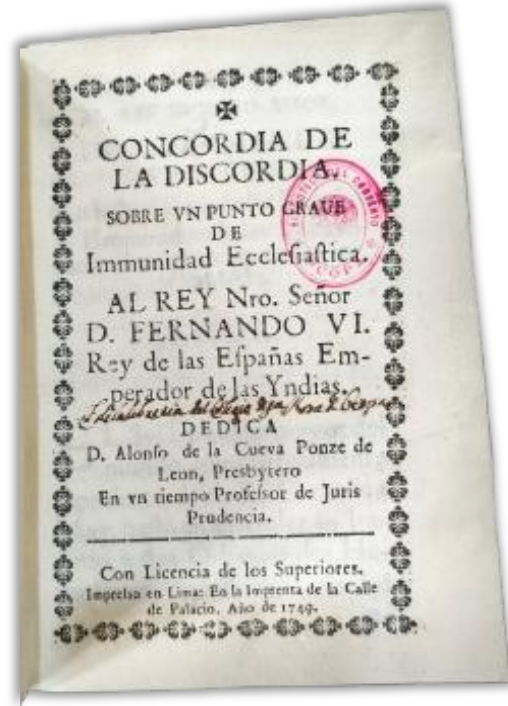 ✠
CONCORDIA DE
LA DISCORDIA.
SOBRE VN PUNTO GRAUE
DE
Immunidad Ecclesiastica.
AL REY Nro. Señor
D. FERNANDO VI.
Rey de las Españas Em-
perador de las Yndias.
DEDICA
D. Alonso de la Cueva Ponze de
Leon, Presbytero
En vn tiempo Professor de Juris
Prudencia.
Con Licencia de los Superiores.
Impresso en Lima: En la Imprenta de la Calle
de Palacio. Año de 1749.